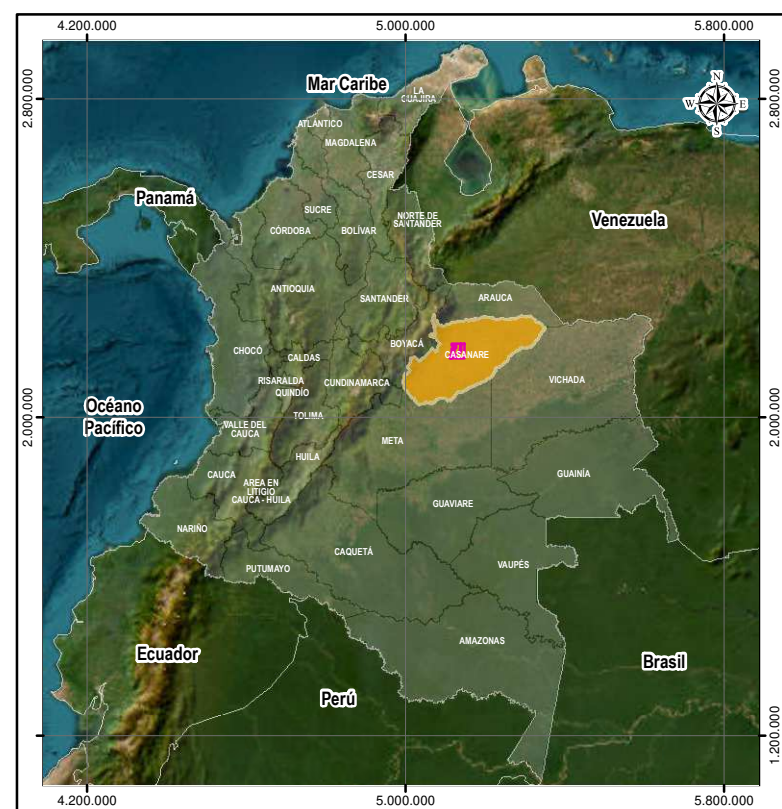 4.200.000
5.000.000
5.800.000
Mar Caribe
LA
GUAJIRA
N
W
E
S
2.800.000
2.800.000
ATLÁNTICO
MAGDALENA
CESAR
Panamá
SUCRE
NORTE DE
SANTANDER
Venezuela
CÓRDOBA
BOLÍVAR
ANTIOQUIA
SANTANDER
ARAUCA
CHOCÓ
BOYACÁ
CALDAS
CASANARE
RISARALDA
CUNDINAMARCA
VICHADA
QUINDÍO
Océano
Pacífico
TOLIMA
2.000.000
2.000.000
VALLE DEL
CAUCA
META
HUILA
CAUCA
GUAINÍA
AREA EN
LITIGIO
CAUCA - HUILA
GUAVIARE
NARIÑO
CAQUETÁ
VAUPÉS
PUTUMAYO
AMAZONAS
Ecuador
Brasil
Perú
1.200.000
1.200.000
4.200.000
5.000.000
5.800.000